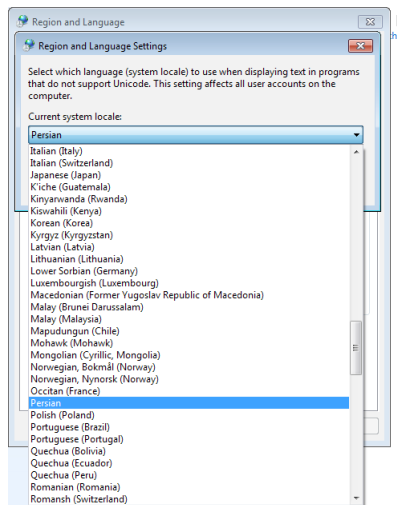 Region and Language
Region and Language Settings
Select which language (system locale) to use when displaying text in programs
that do not support Unicode. This setting affects all user accounts on the
computer.
Current system locale:
Persian
Italian (Italy)
Italian (Switzerland)
Japanese (Japan)
K'iche (Guatemala)
Kinyarwanda (Rwanda)
Kiswahili (Kenya)
Korean (Korea)
Kyrgyz (Kyrgyzstan)
Latvian (Latvia)
Lithuanian (Lithuania)
Lower Sorbian (Germany)
Luxembourgish (Luxembourg)
Macedonian (Former Yugoslav Republic of Macedonia)
Malay (Brunei Darussalam)
Malay (Malaysia)
Mapudungun (Chile)
Mohawk (Mohawk)
Mongolian (Cyrillic, Mongolia)
Norwegian, Bokmål (Norway)
Norwegian, Nynorsk (Norway)
Occitan (France)
Persian
Polish (Poland)
Portuguese (Brazil)
Portuguese (Portugal)
Quechua (Bolivia)
Quechua (Ecuador)
Quechua (Peru)
Romanian (Romania)
Romansh (Switzerland)